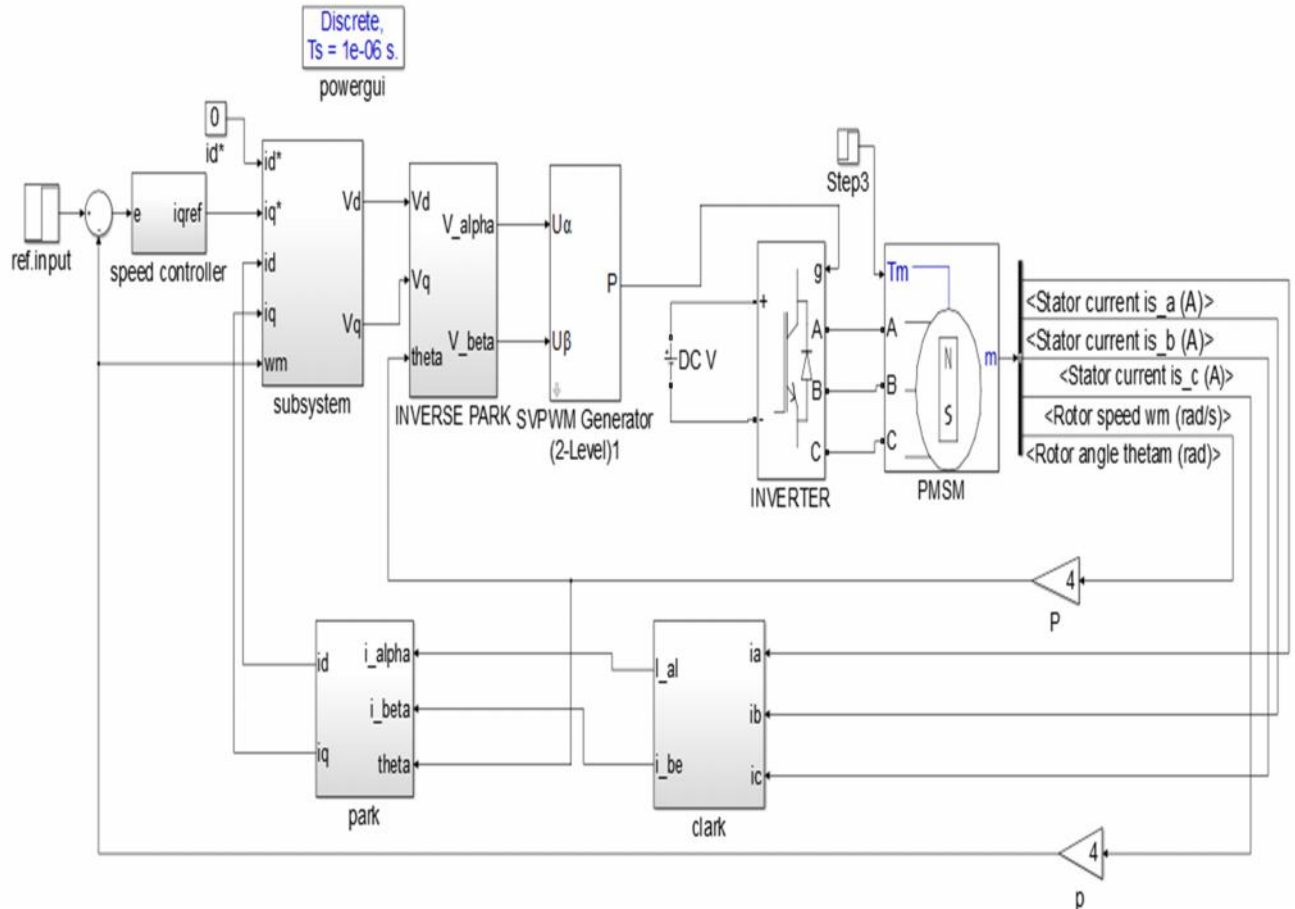 Discrete,
Ts = 1e-06 s.
powergui
0
id*
ref.input
e iqref
speed controller
id*
iq*
id
iq
wm
Vd
Vq
subsystem
Vd
Vq
theta
V_alpha
V_beta
INVERSE PARK
Uα
Uβ
P
SVPWM Generator
(2-Level)1
DC V
+
-
g
A
B
C
INVERTER
Step3
Tm
A
B
C
N
S
m
PMSM
<Stator current is_a (A)>
<Stator current is_b (A)>
<Stator current is_c (A)>
<Rotor speed wm (rad/s)>
<Rotor angle thetam (rad)>
4
P
id
iq
i_alpha
i_beta
theta
park
I_al
i_be
ia
ib
ic
clark
4
p